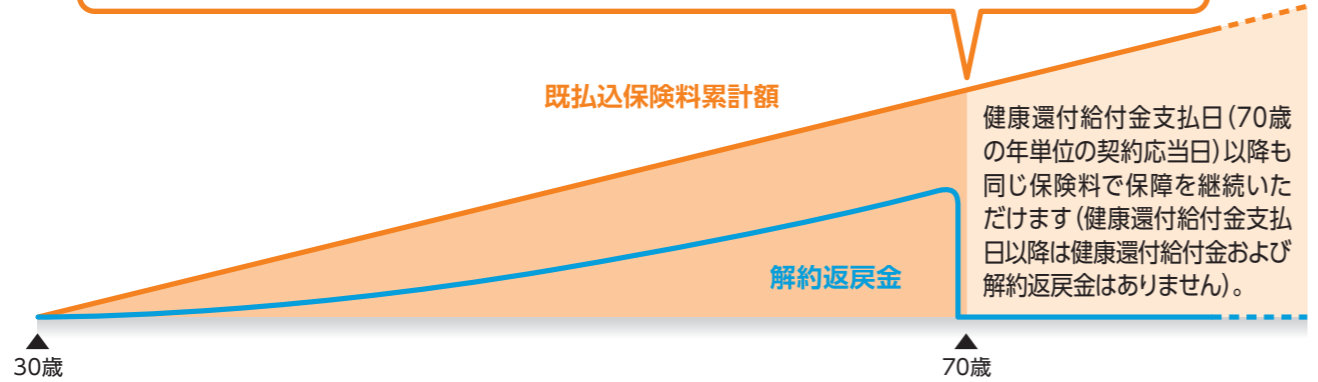 既払込保険料累計額
健康還付給付金支払日（70歳
の年単位の契約応当日）以降も
同じ保険料で保障を継続いた
だけます（健康還付給付金支払
日以降は健康還付給付金および
解約返戻金はありません）。
解約返戻金
30歳
70歳